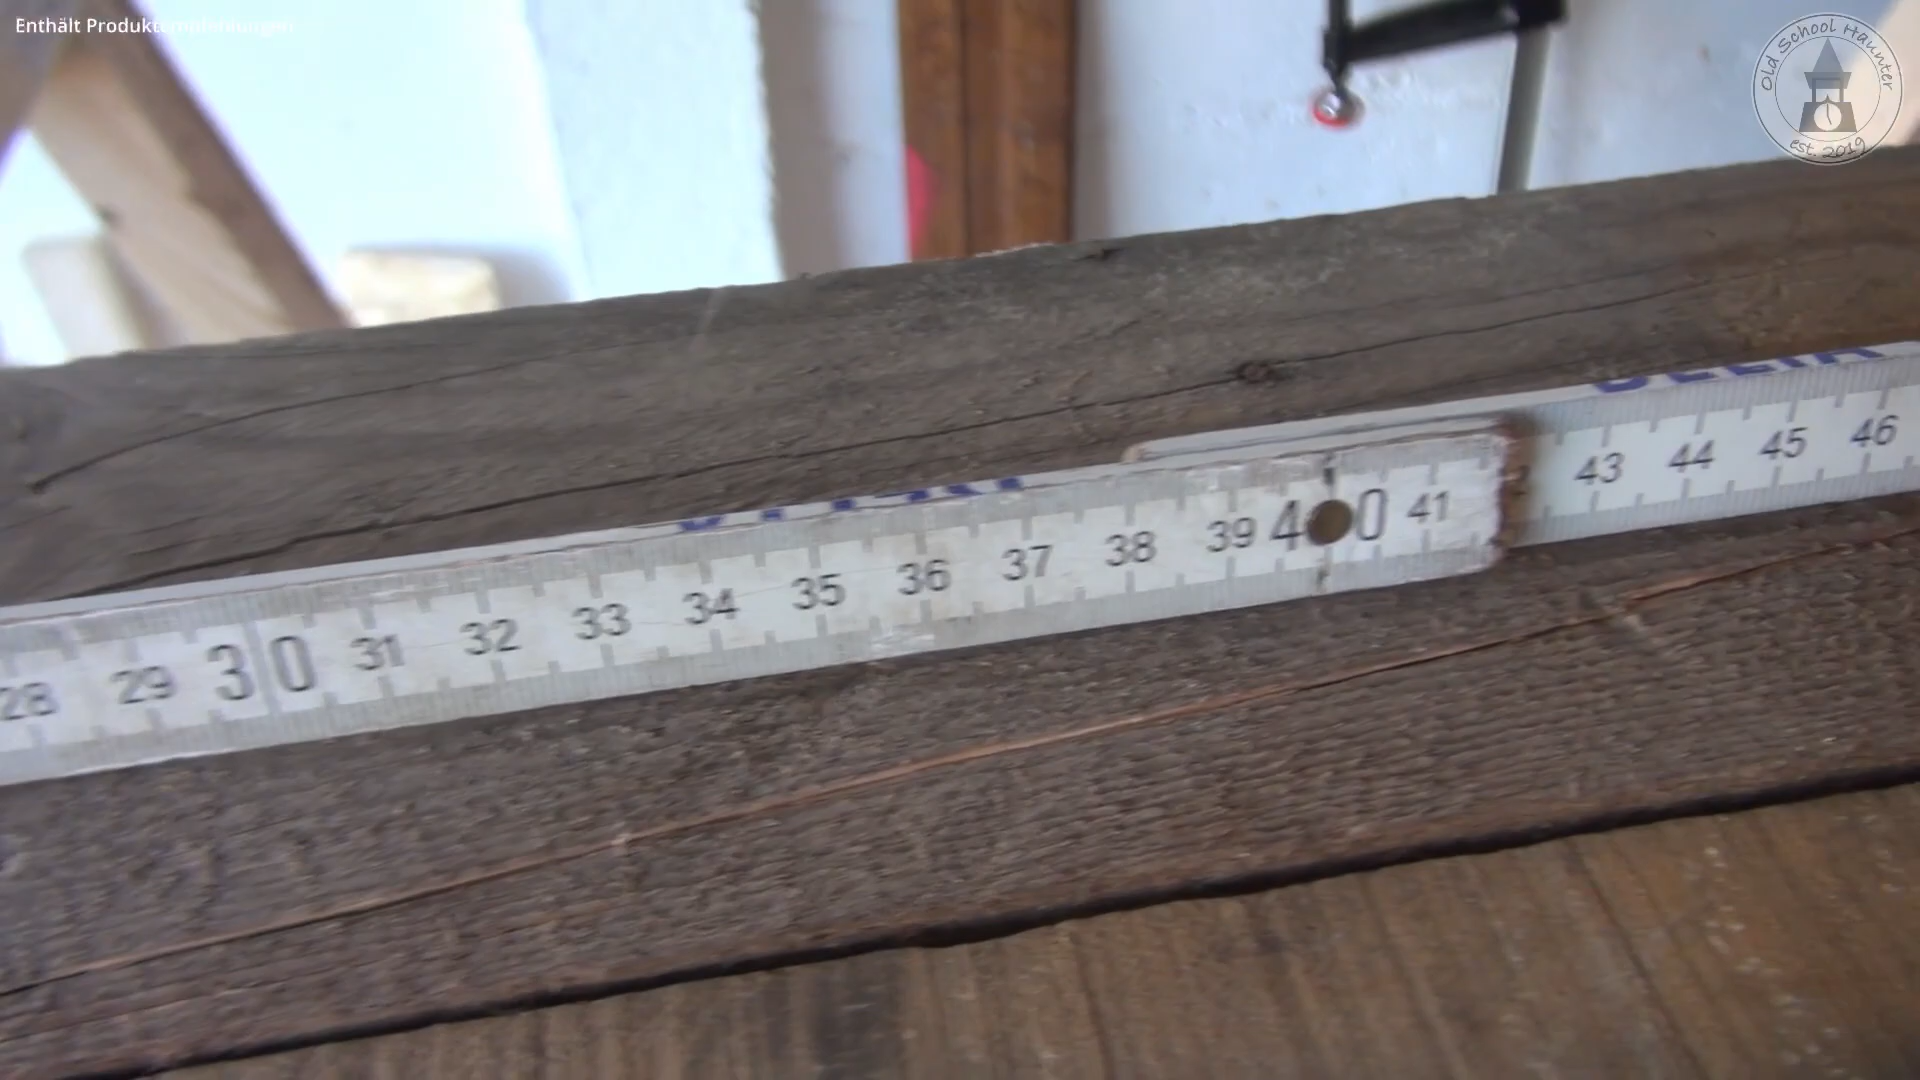 Enthält Produktempfehlungen
Old School Haunter
est. 2019
28 29 30 31 32 33 34 35 36 37 38 39 40 41 43 44 45 46